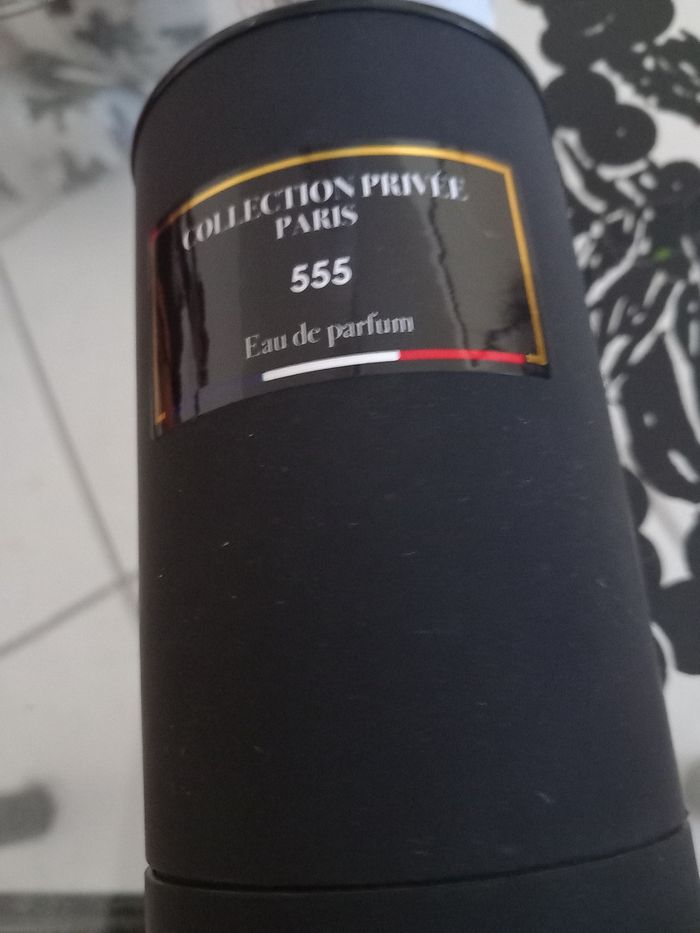 COLLECTION PRIVÉE
PARIS
555
Eau de parfum